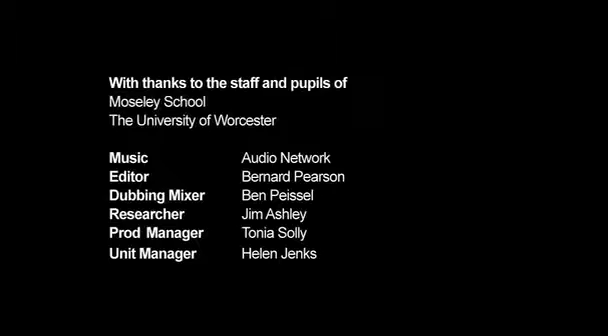 With thanks to the staff and pupils of
Moseley School
The University of Worcester
Music Audio Network
Editor Bernard Pearson
Dubbing Mixer Ben Peissel
Researcher Jim Ashley
Prod Manager Tonia Solly
Unit Manager Helen Jenks